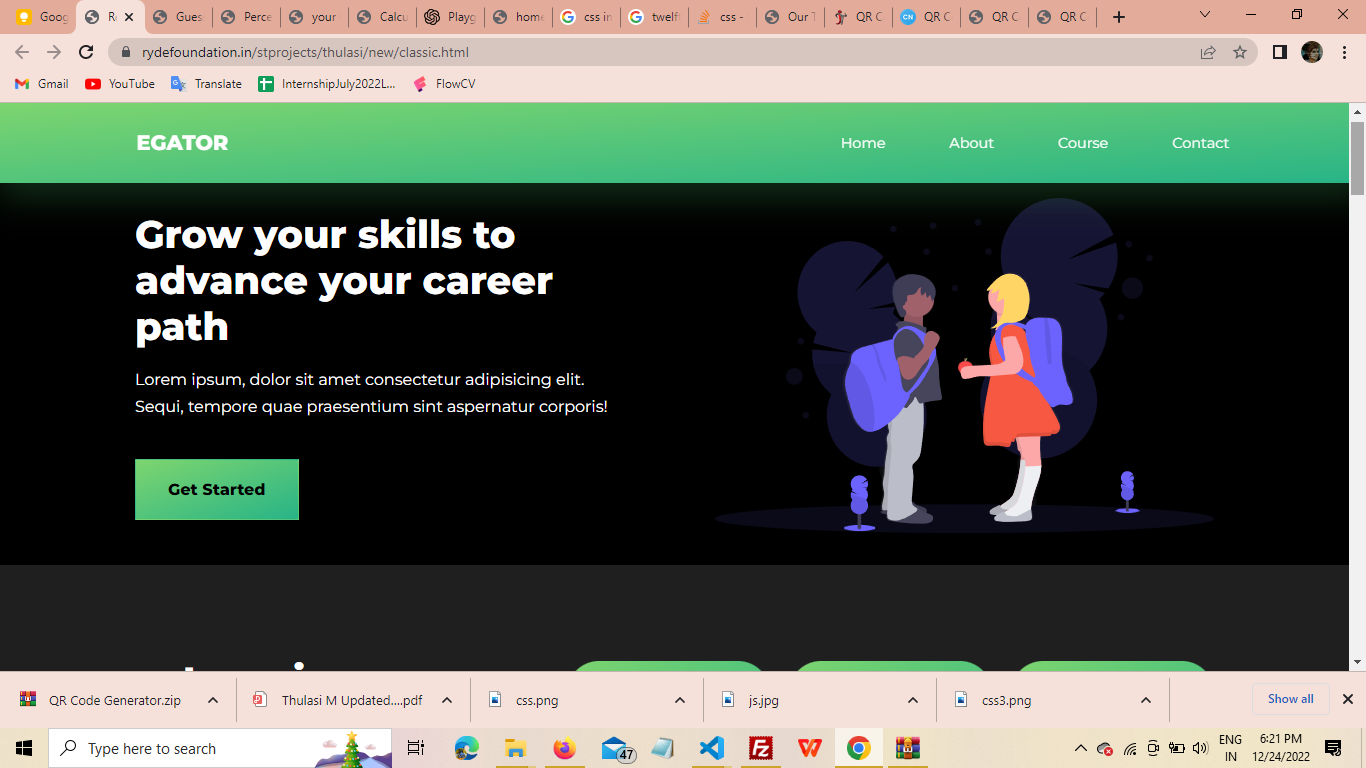 Goog
Re
Gues
Perce
your
Calcu
Playg
home
css in
twelf
css -
Our T
QR C
QR C
QR C
QR C
rydefoundation.in/stprojects/thulasi/new/classic.html
Gmail
YouTube
Translate
InternshipJuly2022L...
FlowCV
EGATOR
Home
About
Course
Contact
Grow your skills to
advance your career
path
Lorem ipsum, dolor sit amet consectetur adipisicing elit.
Sequi, tempore quae praesentium sint aspernatur corporis!
Get Started
QR Code Generator.zip
Thulasi M Updated....pdf
css.png
js.jpg
css3.png
Show all
Type here to search
47
ENG
IN
6:21 PM
12/24/2022